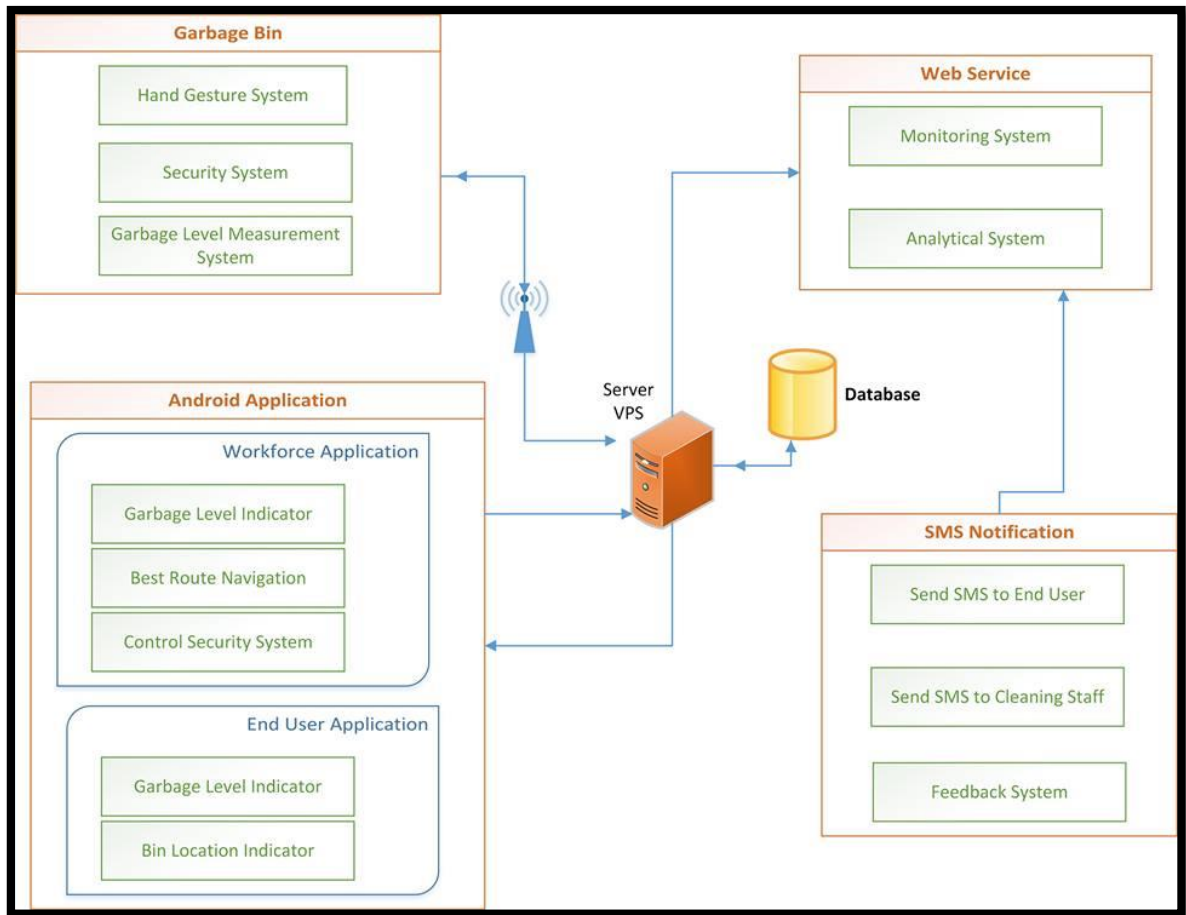 Garbage Bin
Hand Gesture System
Security System
Garbage Level Measurement
System
Web Service
Monitoring System
Analytical System
Server
VPS
Database
Android Application
Workforce Application
Garbage Level Indicator
Best Route Navigation
Control Security System
End User Application
Garbage Level Indicator
Bin Location Indicator
SMS Notification
Send SMS to End User
Send SMS to Cleaning Staff
Feedback System